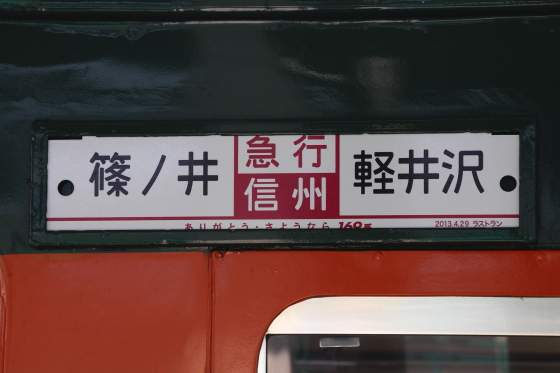 篠ノ井 急行 軽井沢
信州
ありがとう・さようなら 169系
2013.4.29 ラストラン